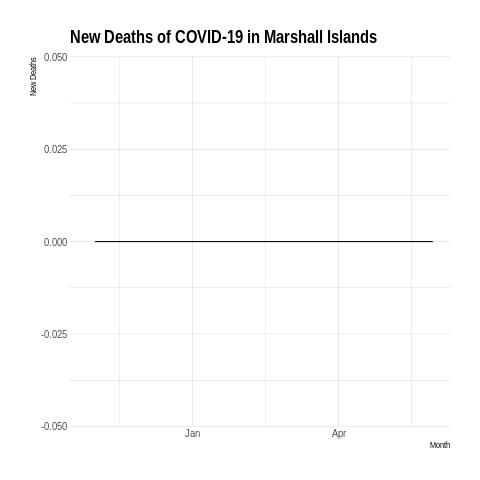 New Deaths of COVID-19 in Marshall Islands
New Deaths
0.050
0.025
0.000
-0.025
-0.050
Jan
Apr
Month